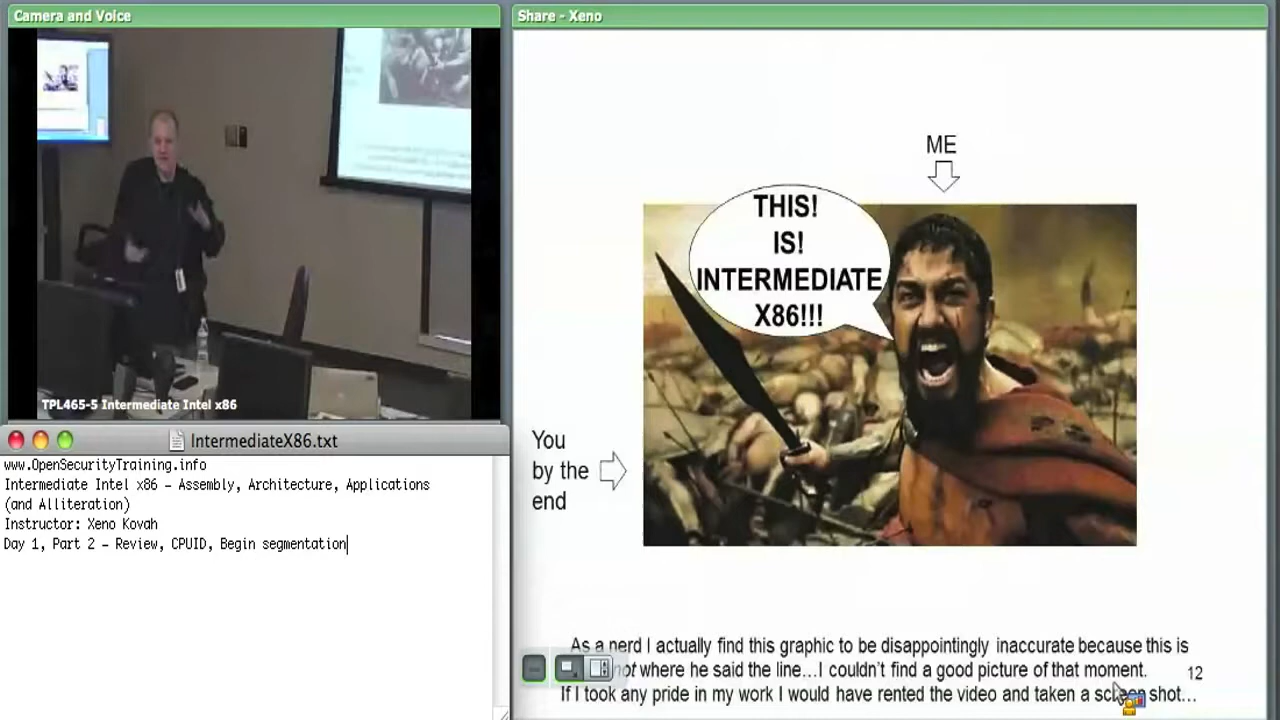 Camera and Voice
TPL465-5 Intermediate Intel x86
IntermediateX86.txt
www.OpenSecurityTraining.info
Intermediate Intel x86 – Assembly, Architecture, Applications
(and Alliteration)
Instructor: Xeno Kovah
Day 1, Part 2 – Review, CPUID, Begin segmentation
Share - Xeno
ME
THIS!
IS!
INTERMEDIATE
X86!!!
You
by the
end
As a nerd I actually find this graphic to be disappointingly inaccurate because this is
not where he said the line...I couldn't find a good picture of that moment.
12
If I took any pride in my work I would have rented the video and taken a screen shot...